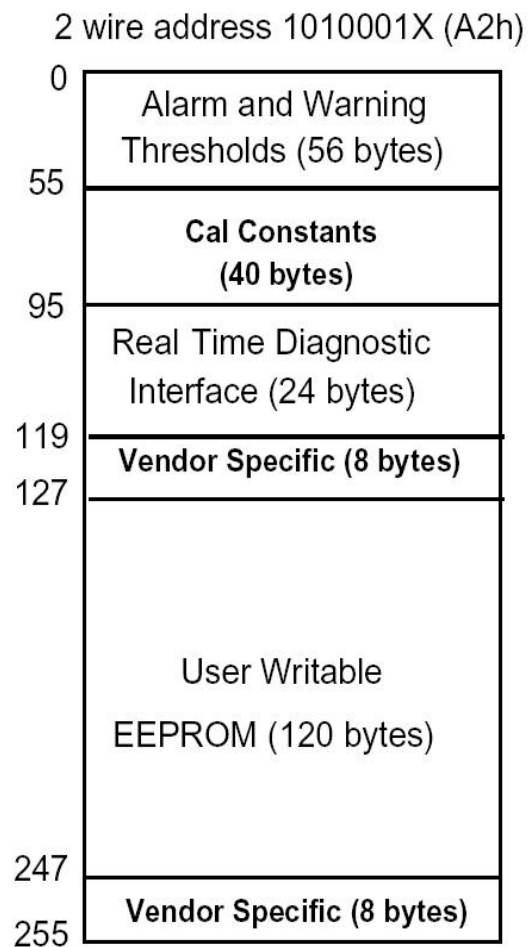 2 wire address 1010001X (A2h)
0
Alarm and Warning
Thresholds (56 bytes)
55
Cal Constants
(40 bytes)
95
Real Time Diagnostic
Interface (24 bytes)
119
Vendor Specific (8 bytes)
127
User Writable
EEPROM (120 bytes)
247
Vendor Specific (8 bytes)
255